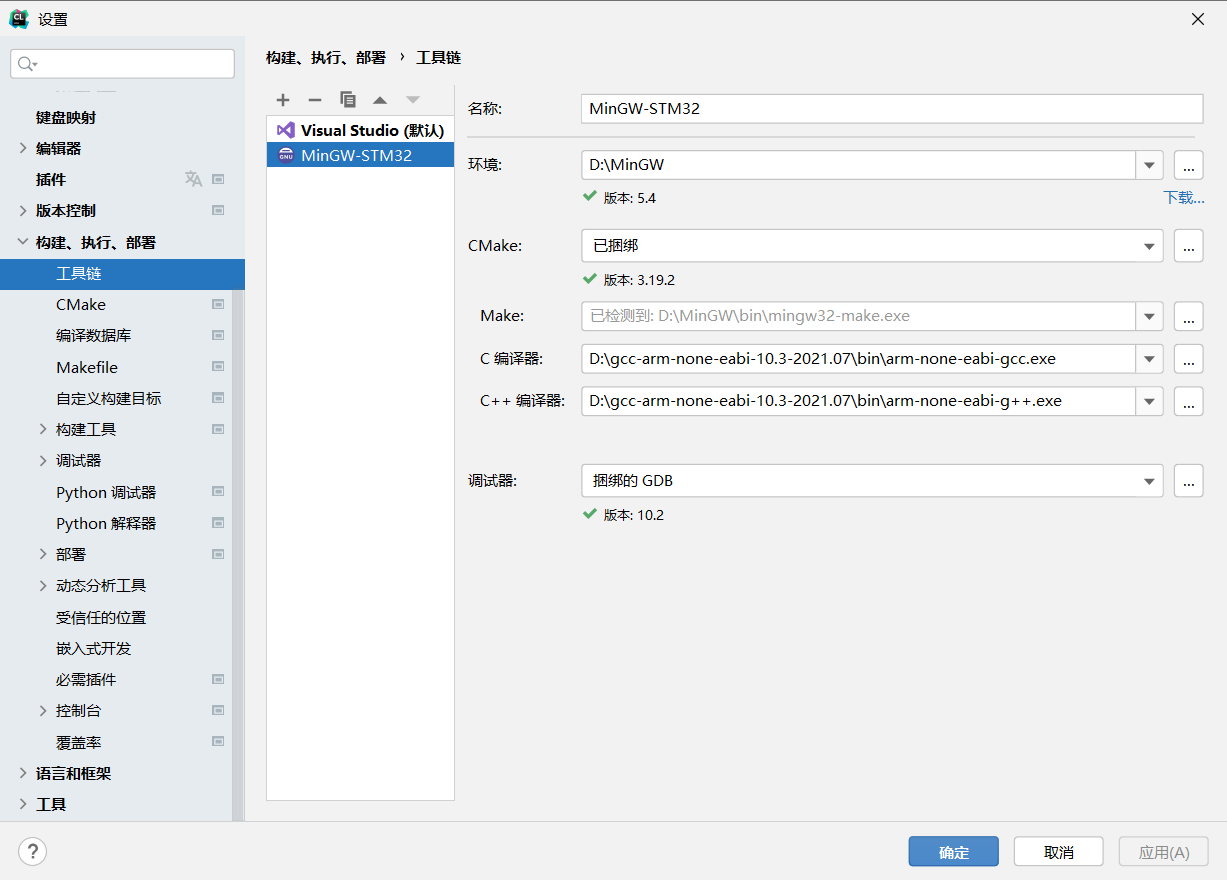 设置
键盘映射
编辑器
插件
版本控制
构建、执行、部署
工具链
CMake
编译数据库
Makefile
自定义构建目标
构建工具
调试器
Python 调试器
Python 解释器
部署
动态分析工具
受信任的位置
嵌入式开发
必需插件
控制台
覆盖率
语言和框架
工具
构建、执行、部署 › 工具链
Visual Studio (默认)
MinGW-STM32
名称: MinGW-STM32
环境: D:\MinGW ...
版本: 5.4 下载...
CMake: 已捆绑 ...
版本: 3.19.2
Make: 已检测到: D:\MinGW\bin\mingw32-make.exe ...
C 编译器: D:\gcc-arm-none-eabi-10.3-2021.07\bin\arm-none-eabi-gcc.exe ...
C++ 编译器: D:\gcc-arm-none-eabi-10.3-2021.07\bin\arm-none-eabi-g++.exe ...
调试器: 捆绑的 GDB ...
版本: 10.2
? 确定 取消 应用(A)